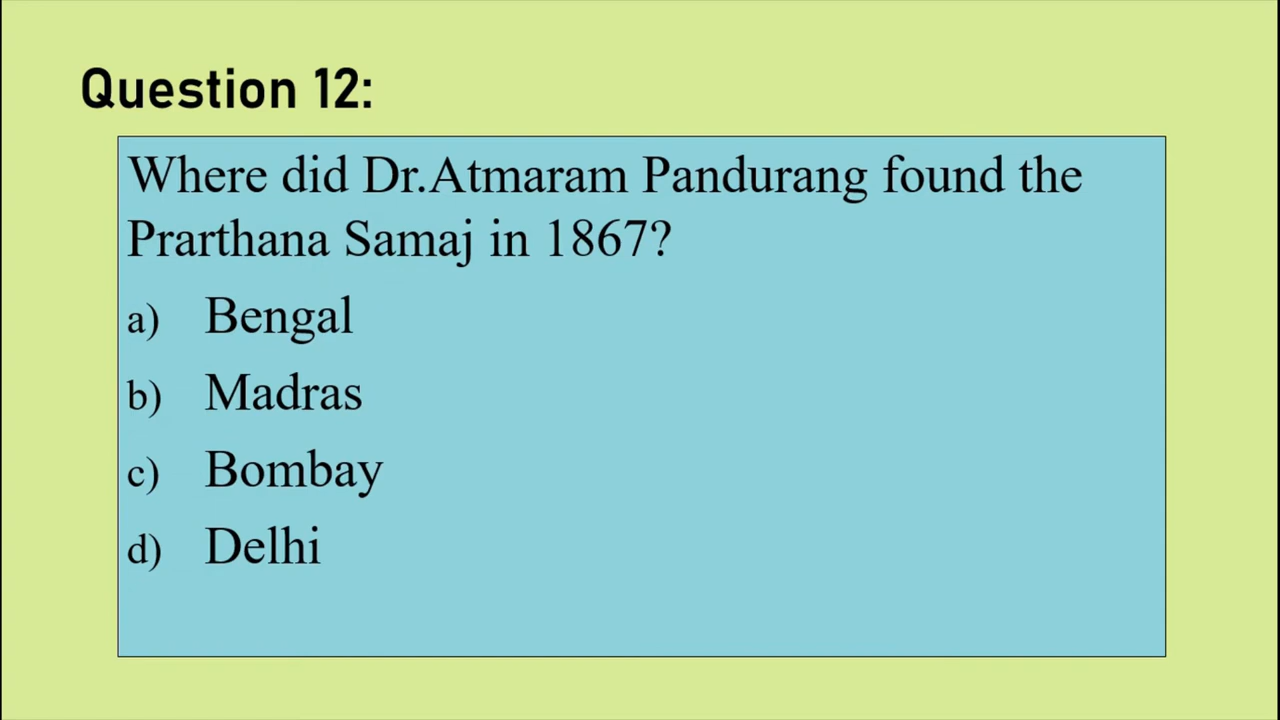 Question 12:
Where did Dr.Atmaram Pandurang found the
Prarthana Samaj in 1867?
a) Bengal
b) Madras
c) Bombay
d) Delhi